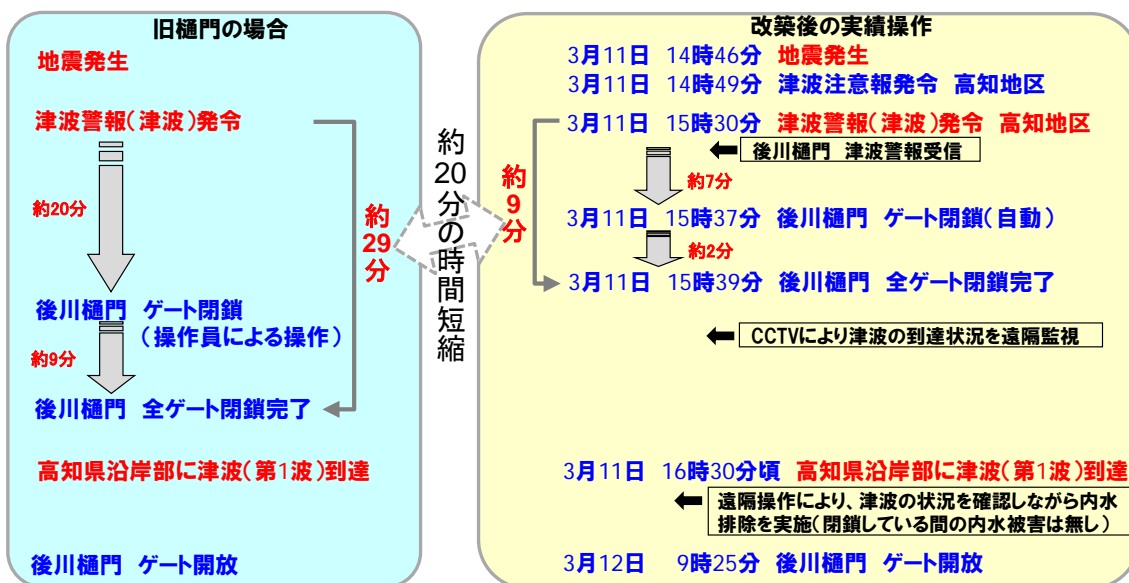 旧樋門の場合
地震発生
津波警報(津波)発令
約20分
後川樋門 ゲート閉鎖
(操作員による操作)
約9分
後川樋門 全ゲート閉鎖完了
約29分
高知県沿岸部に津波(第1波)到達
後川樋門 ゲート開放
約20分の時間短縮
改築後の実績操作
3月11日 14時46分 地震発生
3月11日 14時49分 津波注意報発令 高知地区
3月11日 15時30分 津波警報(津波)発令 高知地区
後川樋門 津波警報受信
約9分
約7分
3月11日 15時37分 後川樋門 ゲート閉鎖(自動)
約2分
3月11日 15時39分 後川樋門 全ゲート閉鎖完了
CCTVにより津波の到達状況を遠隔監視
3月11日 16時30分頃 高知県沿岸部に津波(第1波)到達
遠隔操作により、津波の状況を確認しながら内水
排除を実施(閉鎖している間の内水被害は無し)
3月12日 9時25分 後川樋門 ゲート開放